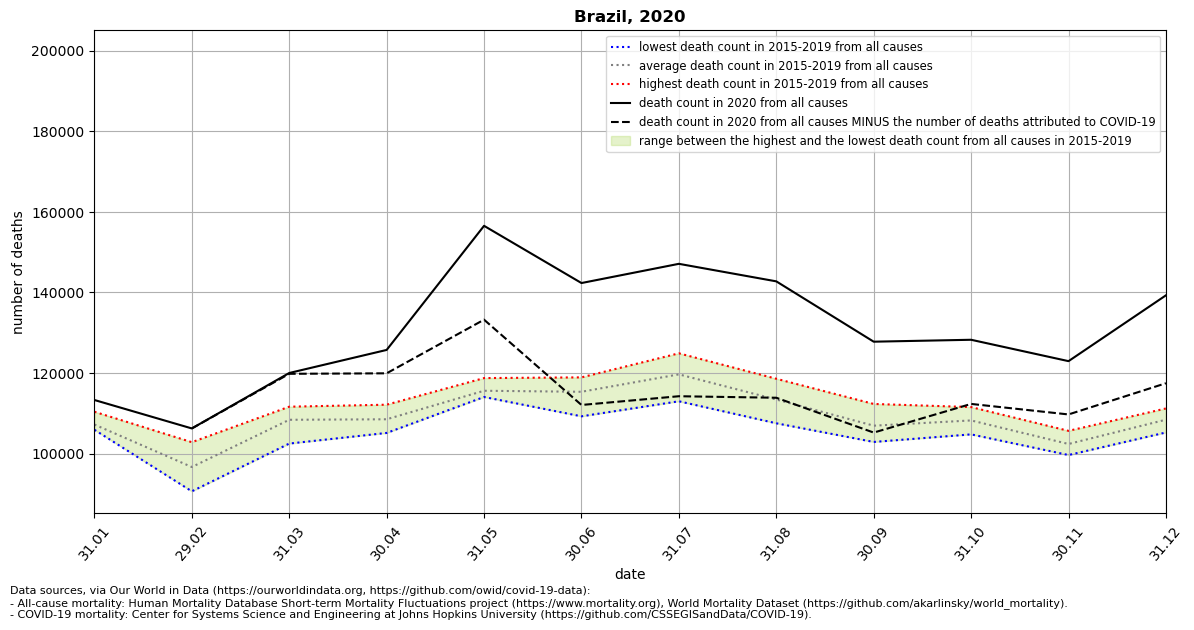 Brazil, 2020
lowest death count in 2015-2019 from all causes
average death count in 2015-2019 from all causes
highest death count in 2015-2019 from all causes
death count in 2020 from all causes
death count in 2020 from all causes MINUS the number of deaths attributed to COVID-19
range between the highest and the lowest death count from all causes in 2015-2019
number of deaths
200000
180000
160000
140000
120000
100000
31.01
29.02
31.03
30.04
31.05
30.06
31.07
31.08
30.09
31.10
30.11
31.12
date
Data sources, via Our World in Data (https://ourworldindata.org, https://github.com/owid/covid-19-data):
- All-cause mortality: Human Mortality Database Short-term Mortality Fluctuations project (https://www.mortality.org), World Mortality Dataset (https://github.com/akarlinsky/world_mortality).
- COVID-19 mortality: Center for Systems Science and Engineering at Johns Hopkins University (https://github.com/CSSEGISandData/COVID-19).